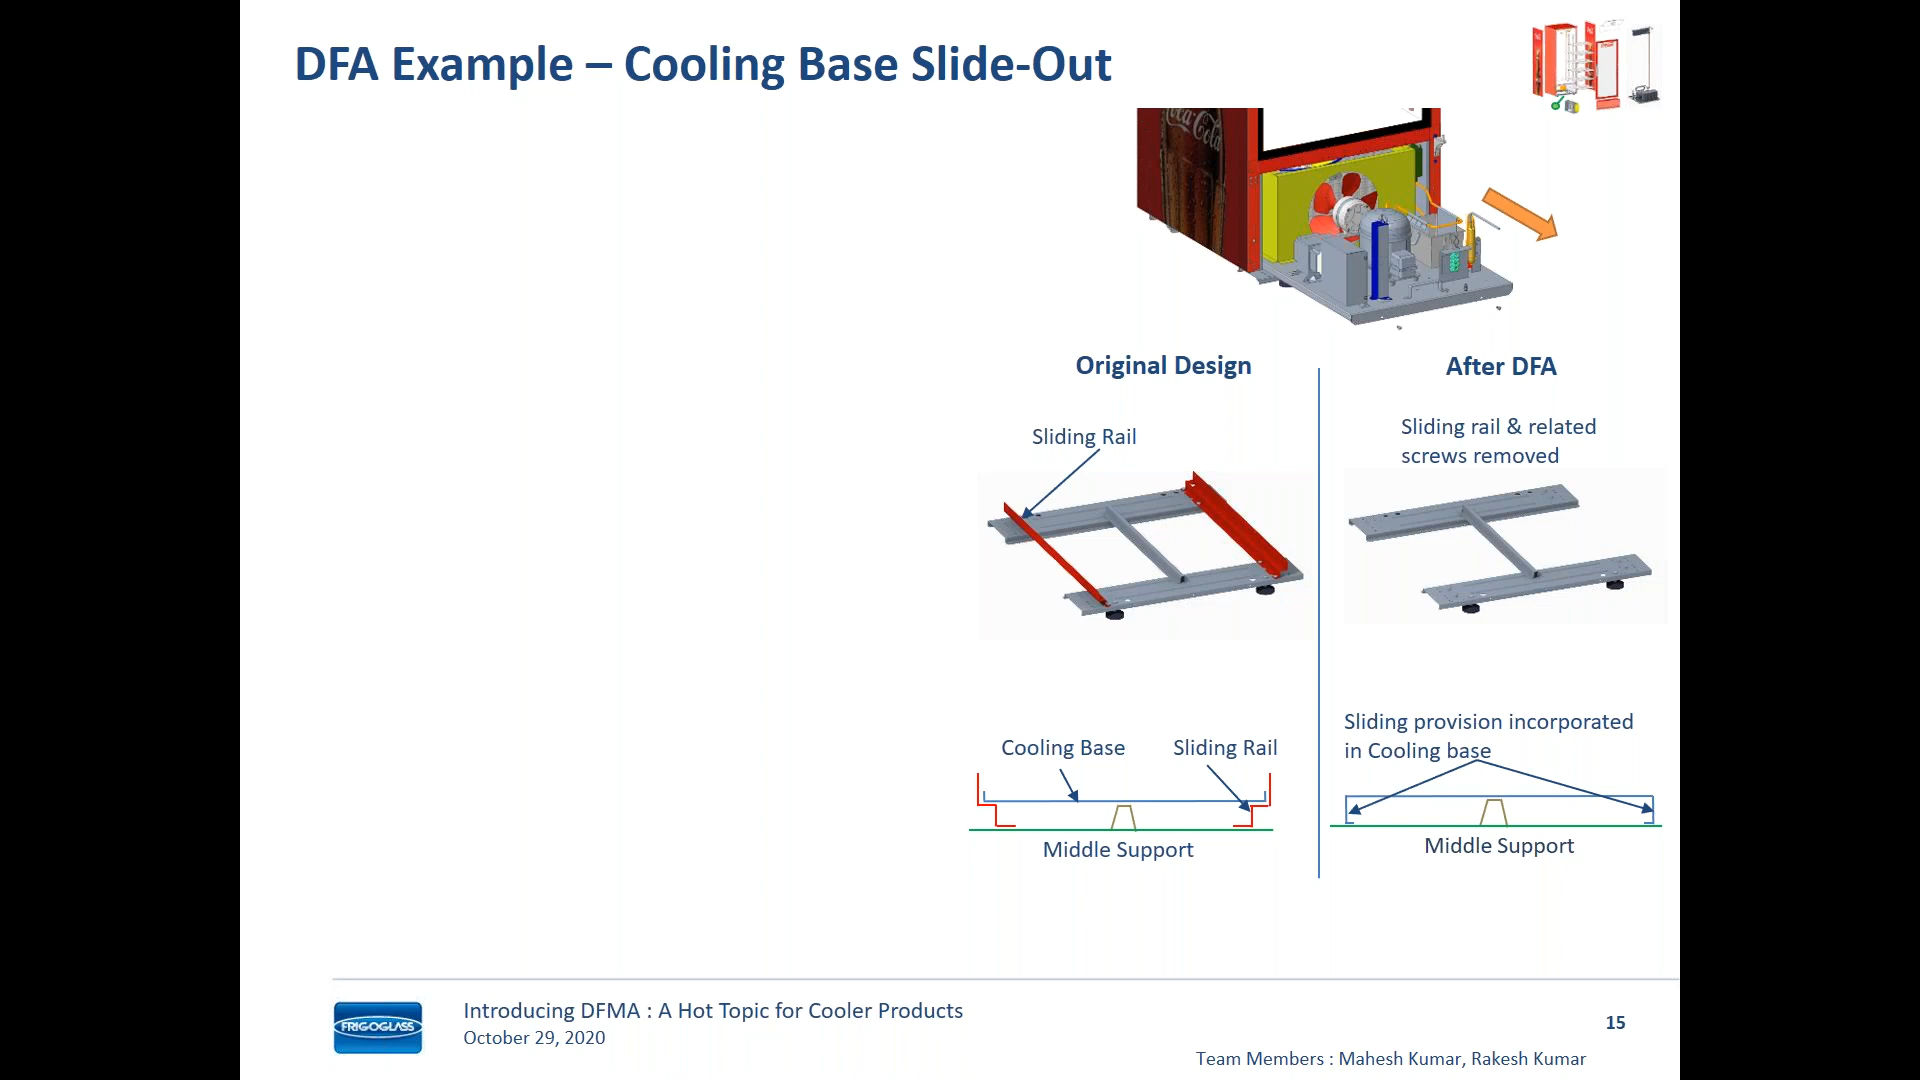 DFA Example – Cooling Base Slide-Out
Coca-Cola
Original Design
After DFA
Sliding Rail
Sliding rail & related
screws removed
Cooling Base
Sliding Rail
Middle Support
Sliding provision incorporated
in Cooling base
Middle Support
FRIGOGLASS
Introducing DFMA : A Hot Topic for Cooler Products
October 29, 2020
15
Team Members : Mahesh Kumar, Rakesh Kumar